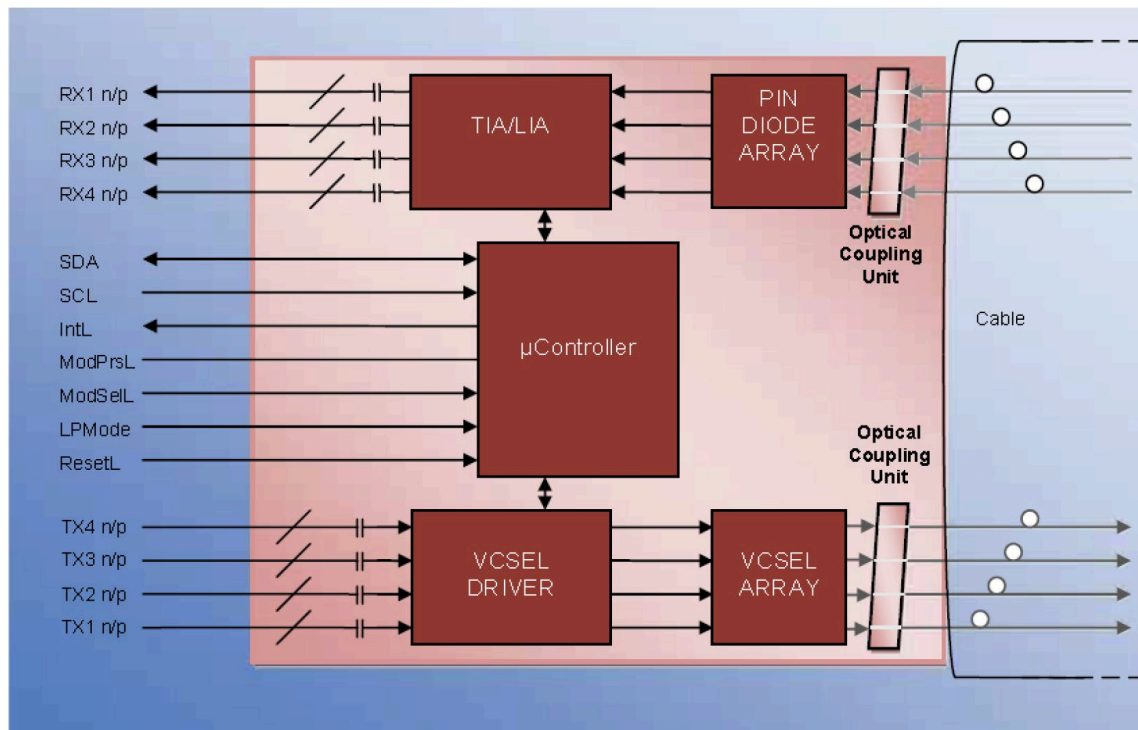 RX1 n/p
RX2 n/p
RX3 n/p
RX4 n/p
TIA/LIA
PIN
DIODE
ARRAY
Optical
Coupling
Unit
SDA
SCL
IntL
ModPrsL
ModSelL
LPMode
ResetL
µController
Cable
Optical
Coupling
Unit
TX4 n/p
TX3 n/p
TX2 n/p
TX1 n/p
VCSEL
DRIVER
VCSEL
ARRAY